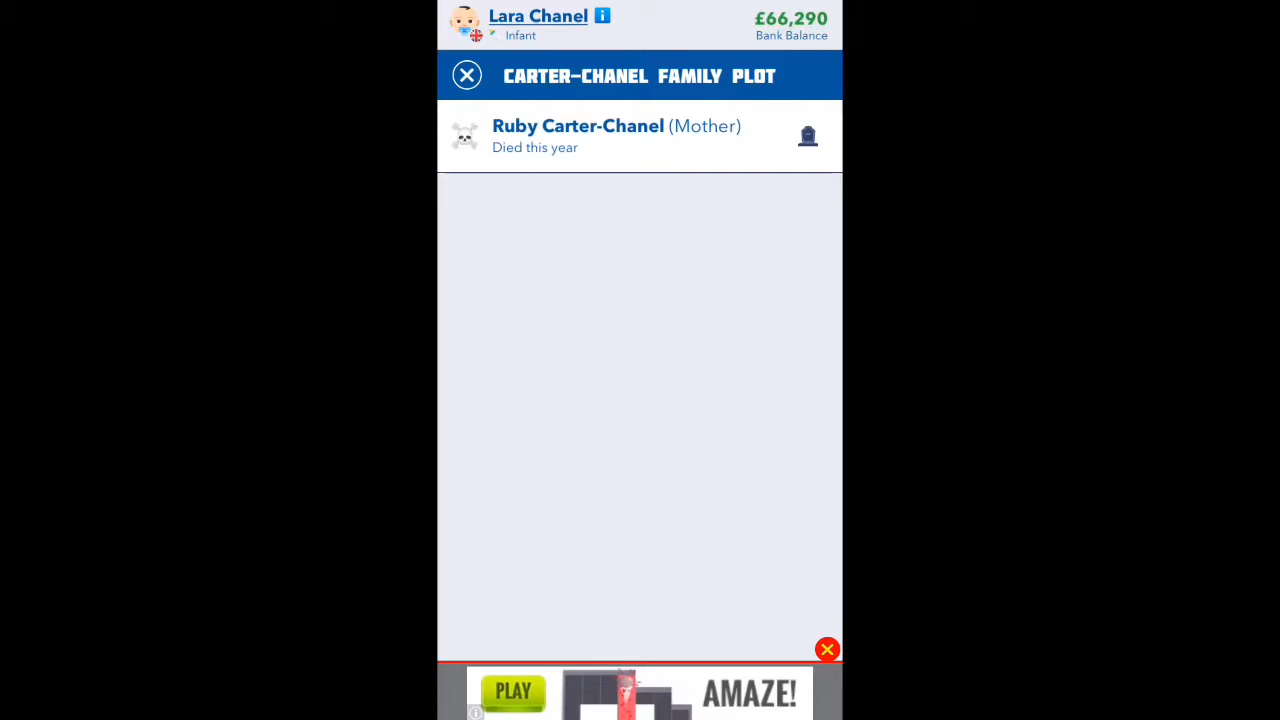 Lara Chanel
£66,290
Infant
Bank Balance
CARTER-CHANEL FAMILY PLOT
Ruby Carter-Chanel (Mother)
Died this year
PLAY
AMAZE!